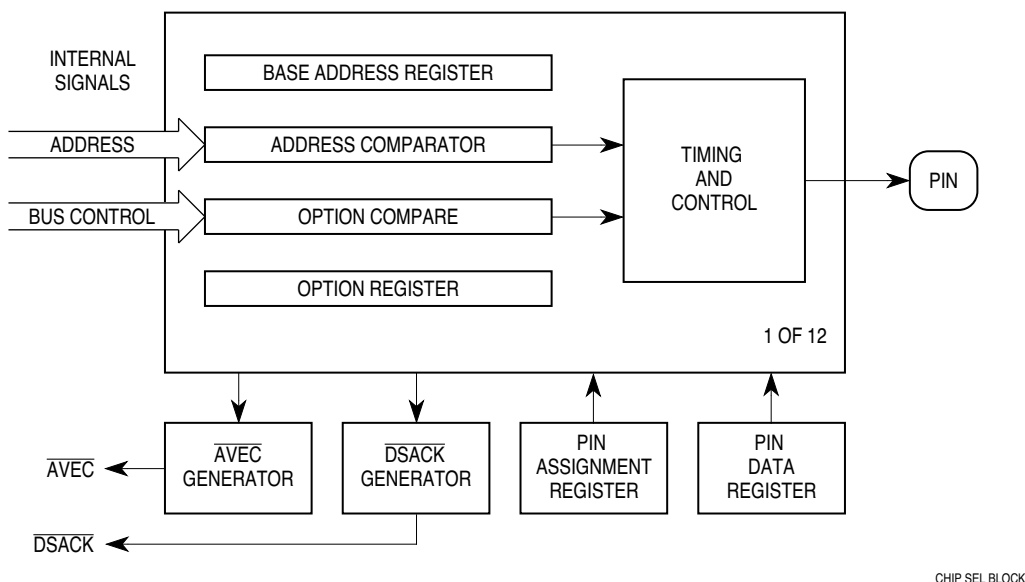 INTERNAL
SIGNALS
ADDRESS
BUS CONTROL
BASE ADDRESS REGISTER
ADDRESS COMPARATOR
OPTION COMPARE
OPTION REGISTER
TIMING
AND
CONTROL
PIN
1 OF 12
AVEC
GENERATOR
DSACK
GENERATOR
PIN
ASSIGNMENT
REGISTER
PIN
DATA
REGISTER
AVEC
DSACK
CHIP SEL BLOCK